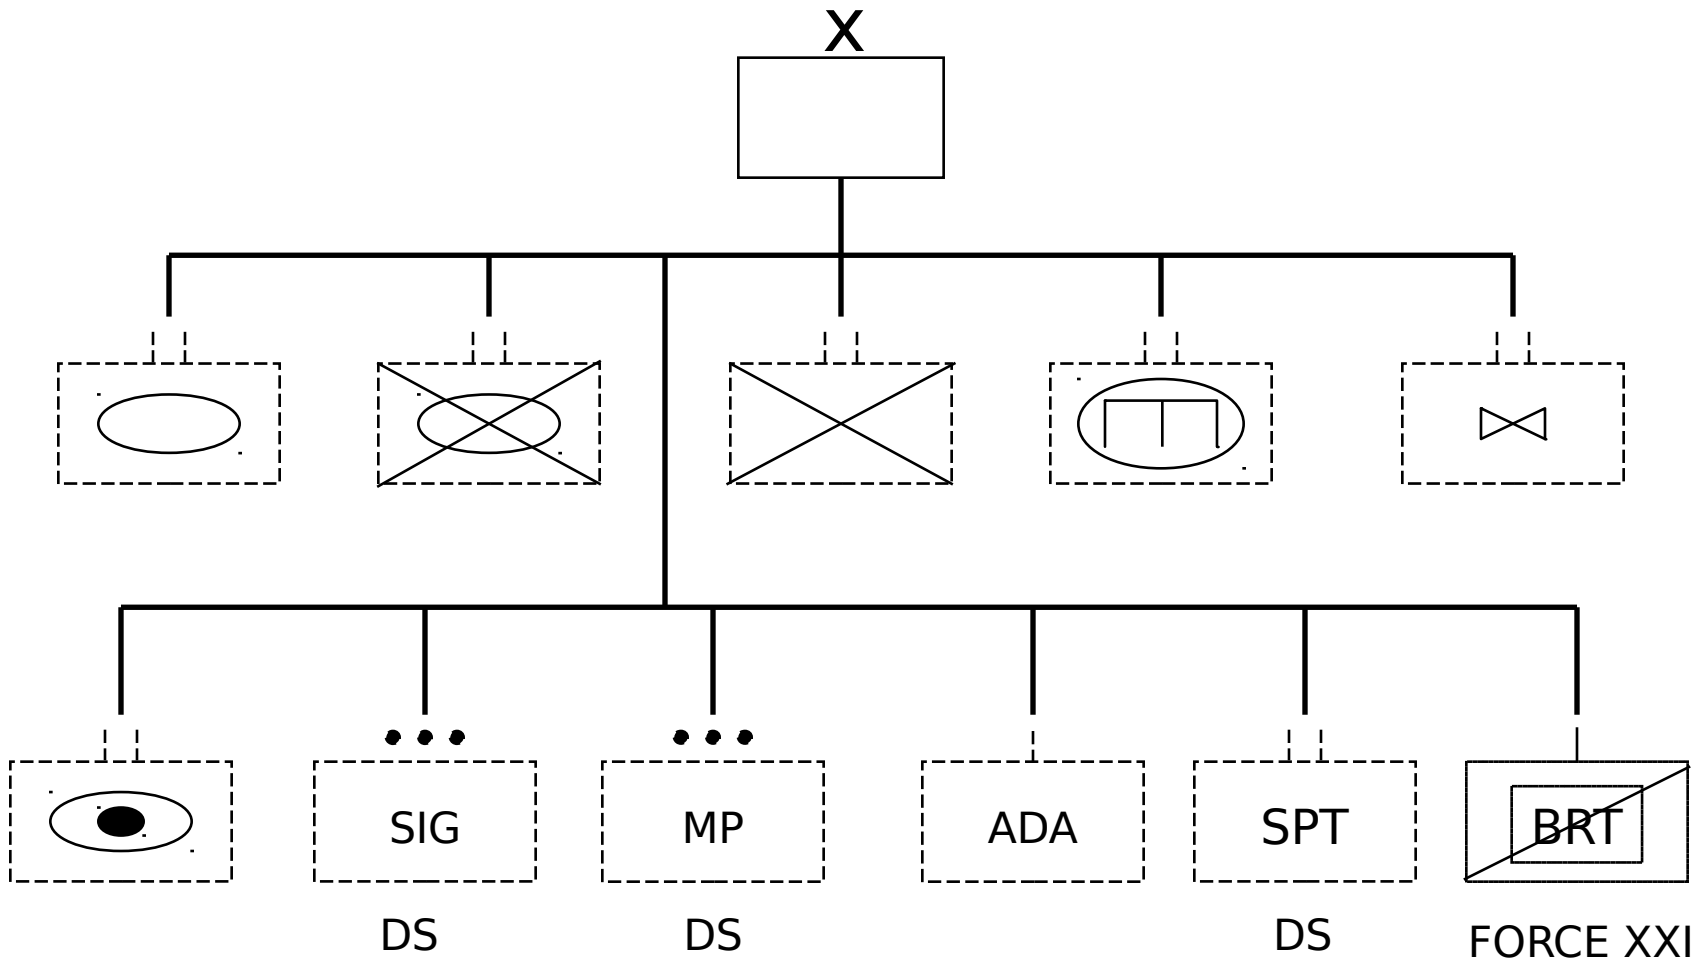 X
SIG
MP
ADA
SPT
BRT
DS
DS
DS
FORCE XXI